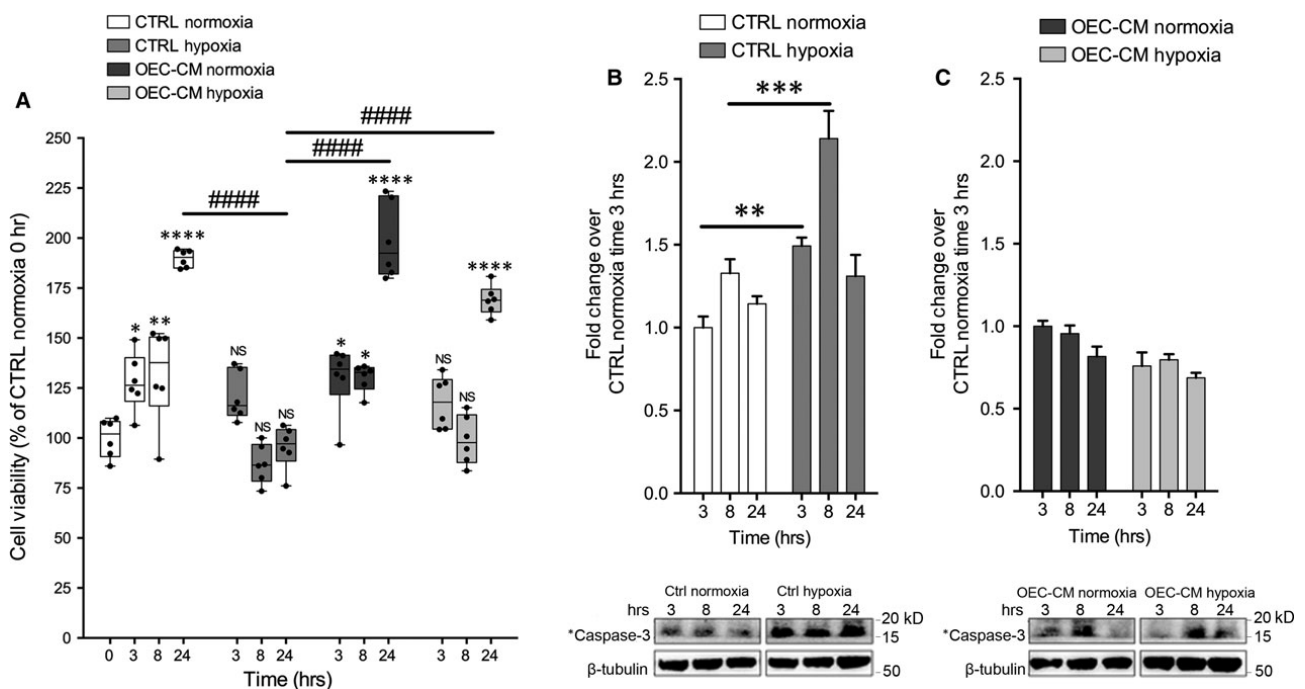 CTRL normoxia
CTRL hypoxia
OEC-CM normoxia
OEC-CM hypoxia
A
Cell viability (% of CTRL normoxia 0 hr)
250
225
200
175
150
125
100
75
50
25
0
####
####
####
*
**
****
NS
NS
NS
*
*
****
NS
NS
****
0 3 8 24 3 8 24 3 8 24 3 8 24
Time (hrs)
CTRL normoxia
CTRL hypoxia
B
Fold change over
CTRL normoxia time 3 hrs
2.5
2.0
1.5
1.0
0.5
0.0
***
**
3 8 24 3 8 24
Time (hrs)
Ctrl normoxia Ctrl hypoxia
hrs 3 8 24 3 8 24
20 kD
*Caspase-3 15
β-tubulin 50
OEC-CM normoxia
OEC-CM hypoxia
C
Fold change over
CTRL normoxia time 3 hrs
2.5
2.0
1.5
1.0
0.5
0.0
3 8 24 3 8 24
Time (hrs)
OEC-CM normoxia OEC-CM hypoxia
hrs 3 8 24 3 8 24
20 kD
*Caspase-3 15
β-tubulin 50